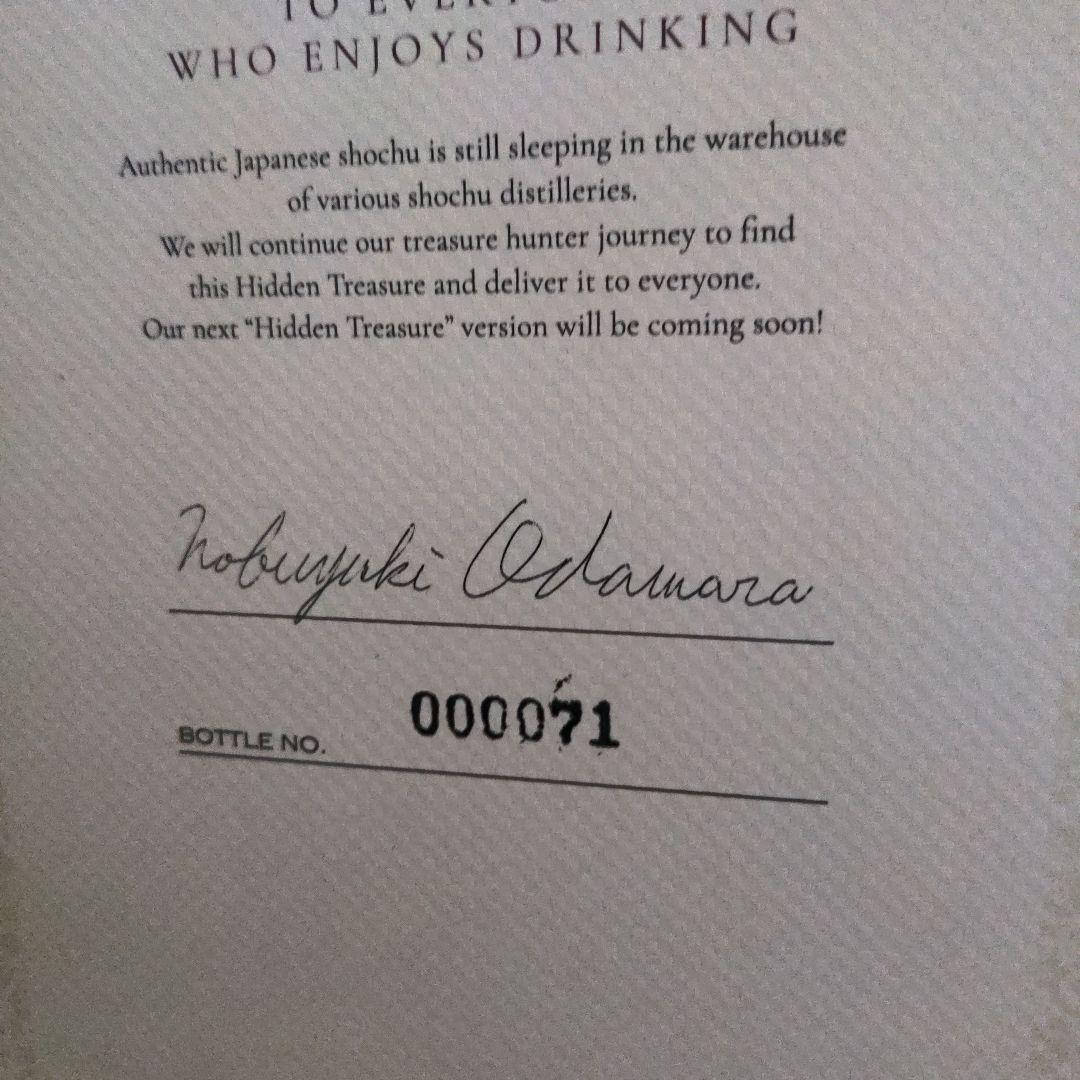 TO
WHO ENJOYS DRINKING
Authentic Japanese shochu is still sleeping in the warehouse
of various shochu distilleries.
We will continue our treasure hunter journey to find
this Hidden Treasure and deliver it to everyone.
Our next “Hidden Treasure” version will be coming soon!
Nobuyuki Odawara
BOTTLE NO. 000071